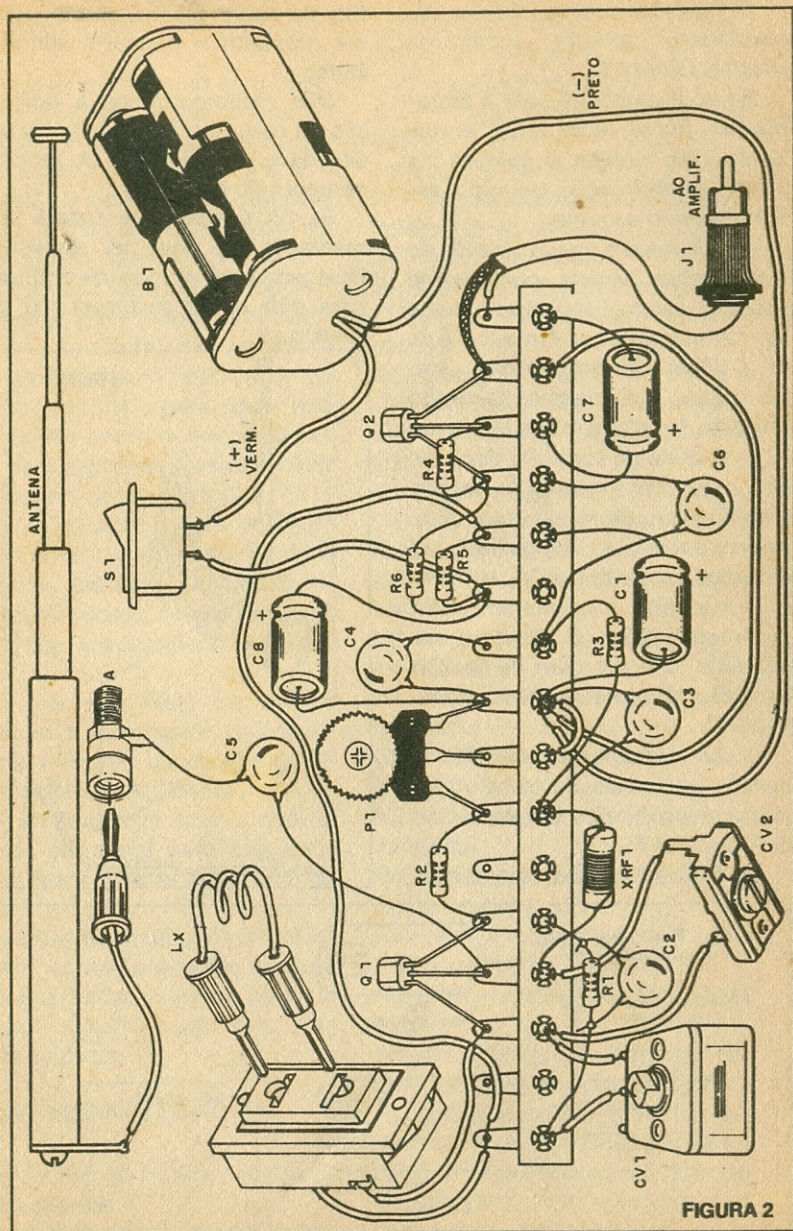 ANTENA
A
B1
S1
(+)
VERM.
(-)
PRETO
AO
AMPLIF.
J1
C5
LX
Q1
R2
P1
C8
C4
R6
R5
R4
Q2
CV1
R1
C2
CV2
XRF1
C3
R3
C1
+
+
C6
C7
+
FIGURA 2